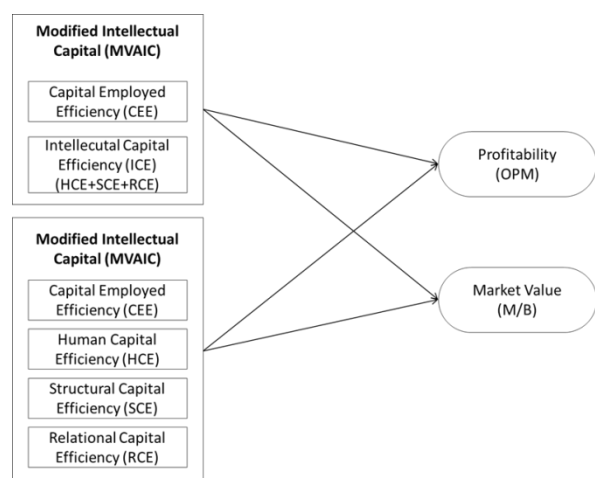 Modified Intellectual
Capital (MVAIC)
Capital Employed
Efficiency (CEE)
Intellecutal Capital
Efficiency (ICE)
(HCE+SCE+RCE)
Modified Intellectual
Capital (MVAIC)
Capital Employed
Efficiency (CEE)
Human Capital
Efficiency (HCE)
Structural Capital
Efficiency (SCE)
Relational Capital
Efficiency (RCE)
Profitability
(OPM)
Market Value
(M/B)